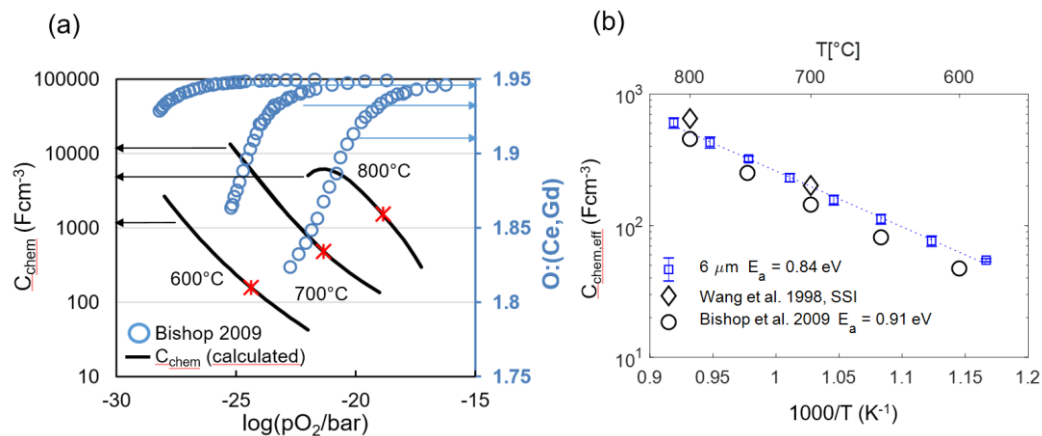 (a)
100000
10000
1000
100
10
C_chem (Fcm⁻³)
800°C
600°C
700°C
Bishop 2009
C_chem (calculated)
-30
-25
-20
-15
log(pO₂/bar)
1.95
1.9
1.85
1.8
1.75
O:(Ce,Gd)
(b)
T[°C]
800
700
600
10³
10²
10¹
C_chem,eff (Fcm⁻³)
6 μm E_a = 0.84 eV
Wang et al. 1998, SSI
Bishop et al. 2009 E_a = 0.91 eV
0.9
0.95
1
1.05
1.1
1.15
1.2
1000/T (K⁻¹)